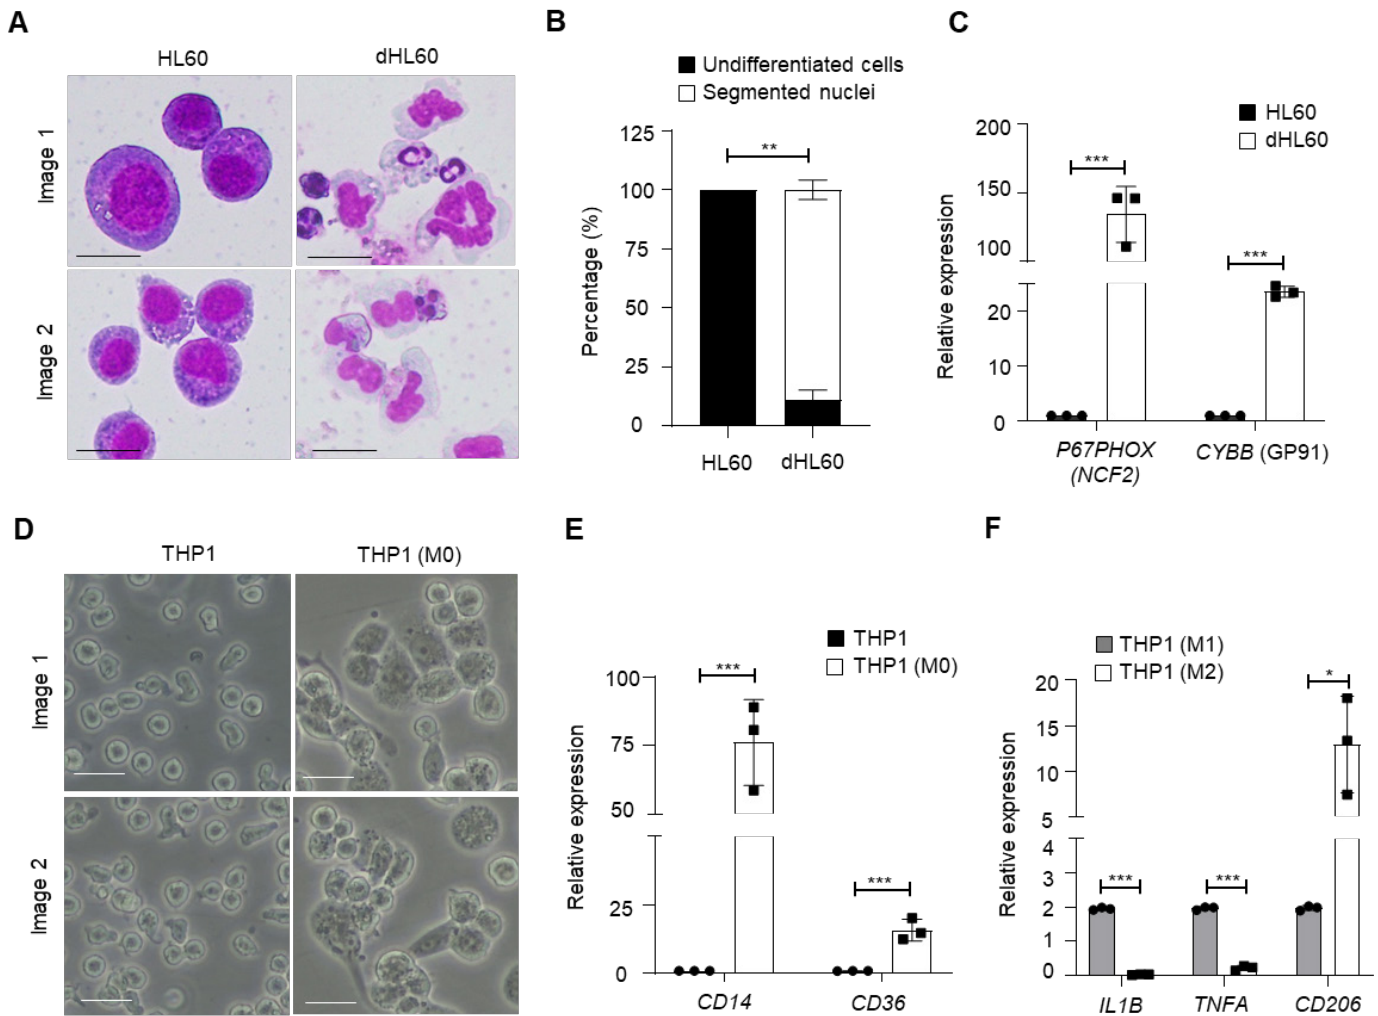 A
HL60
dHL60
Image 1
Image 2
B
Undifferentiated cells
Segmented nuclei
Percentage (%)
125
100
75
50
25
0
**
HL60
dHL60
C
HL60
dHL60
Relative expression
200
150
100
20
10
0
***
***
P67PHOX
(NCF2)
CYBB (GP91)
D
THP1
THP1 (M0)
Image 1
Image 2
E
THP1
THP1 (M0)
Relative expression
100
75
50
25
0
***
***
CD14
CD36
F
THP1 (M1)
THP1 (M2)
Relative expression
20
15
10
5
4
3
2
1
0
***
***
*
IL1B
TNFA
CD206